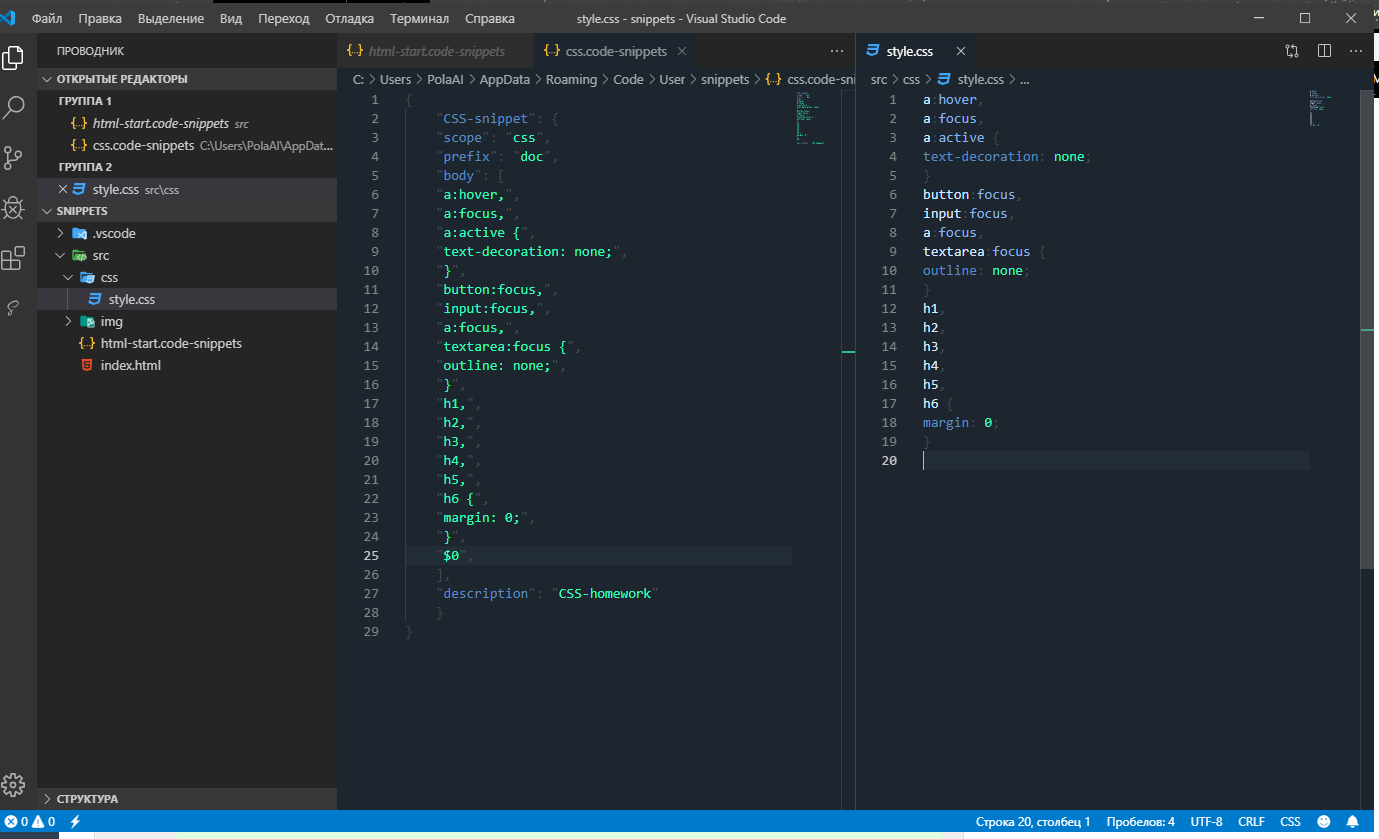 Файл Правка Выделение Вид Переход Отладка Терминал Справка style.css - snippets - Visual Studio Code
ПРОВОДНИК
ОТКРЫТЫЕ РЕДАКТОРЫ
ГРУППА 1
{..} html-start.code-snippets src
{..} css.code-snippets C:\Users\PolaAl\AppDat...
ГРУППА 2
style.css src\css
SNIPPETS
.vscode
src
css
style.css
img
{..} html-start.code-snippets
index.html
СТРУКТУРА
{..} html-start.code-snippets {..} css.code-snippets
C: > Users > PolaAl > AppData > Roaming > Code > User > snippets > {..} css.code-sni
1 {
2 "CSS-snippet": {
3 "scope": "css",
4 "prefix": "doc",
5 "body": [
6 "a:hover,",
7 "a:focus,",
8 "a:active {",
9 "text-decoration: none;",
10 "}",
11 "button:focus,",
12 "input:focus,",
13 "a:focus,",
14 "textarea:focus {",
15 "outline: none;",
16 "}",
17 "h1,",
18 "h2,",
19 "h3,",
20 "h4,",
21 "h5,",
22 "h6 {",
23 "margin: 0;",
24 "}",
25 "$0",
26 ],
27 "description": "CSS-homework"
28 }
29 }
style.css
src > css > style.css > ...
1 a:hover,
2 a:focus,
3 a:active {
4 text-decoration: none;
5 }
6 button:focus,
7 input:focus,
8 a:focus,
9 textarea:focus {
10 outline: none;
11 }
12 h1,
13 h2,
14 h3,
15 h4,
16 h5,
17 h6 {
18 margin: 0;
19 }
20
0 0 Строка 20, столбец 1 Пробелов: 4 UTF-8 CRLF CSS